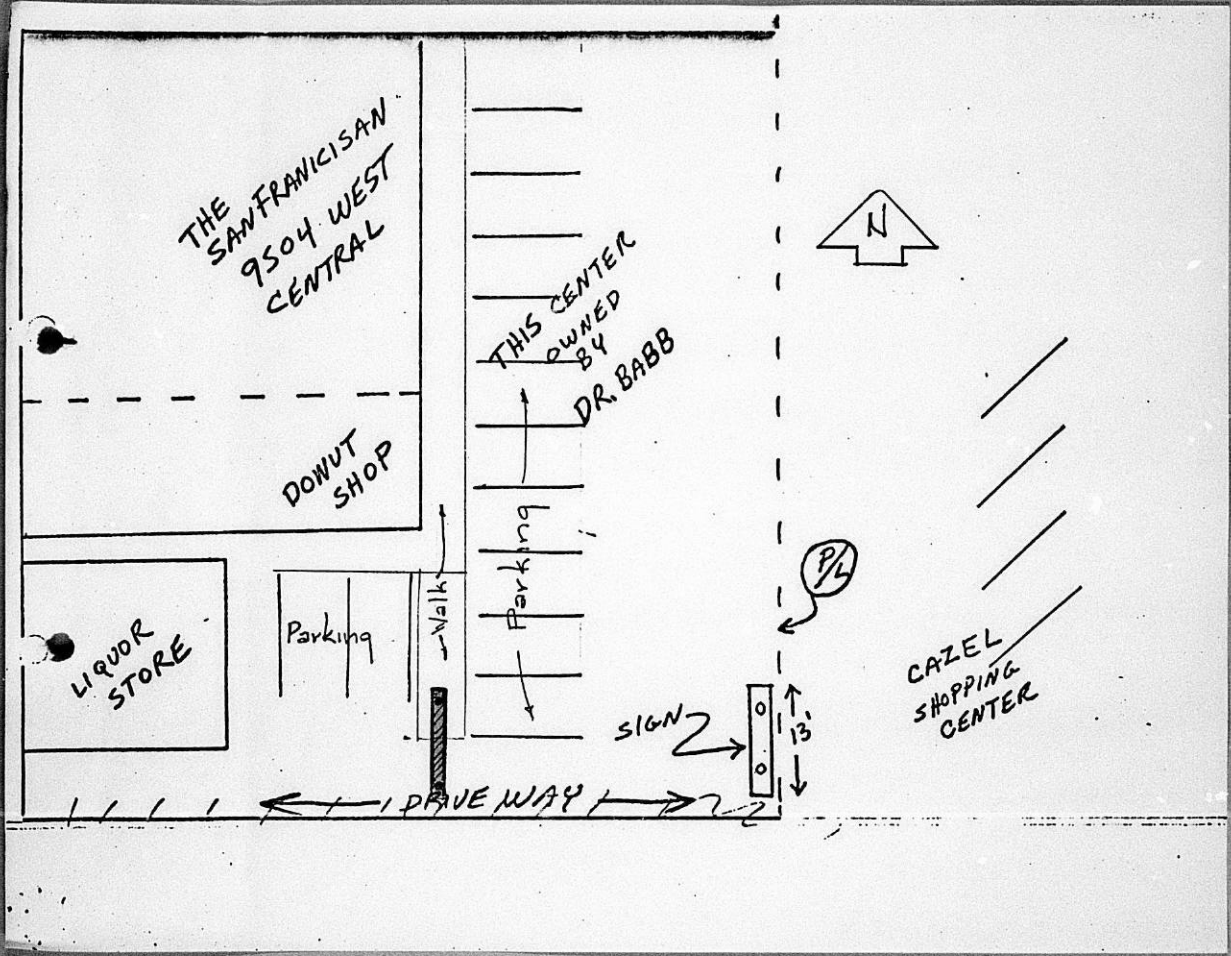 THE
SANFRANICISAN
9504 WEST
CENTRAL
N
THIS CENTER
OWNED
BY
DR. BABB
DONUT
SHOP
Parking
Walk
Parking
LIQUOR
STORE
P/L
CAZEL
SHOPPING
CENTER
SIGN
13'
DRIVE WAY